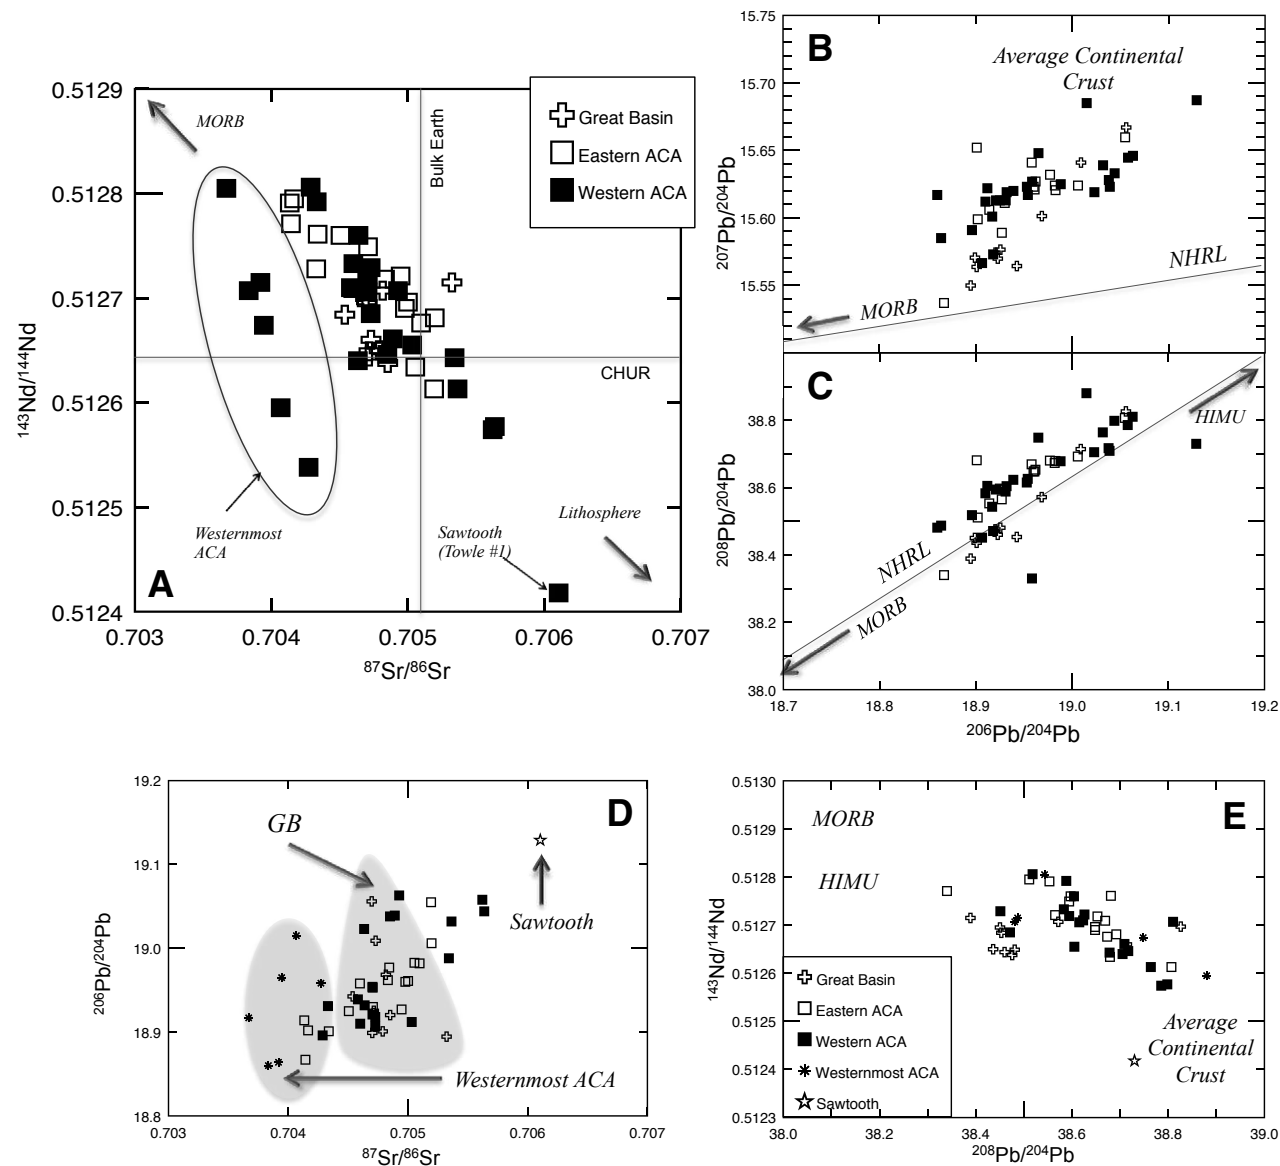 0.5129
0.5128
0.5127
0.5126
0.5125
0.5124
0.703
0.704
0.705
0.706
0.707
143Nd/144Nd
87Sr/86Sr
MORB
Bulk Earth
Great Basin
Eastern ACA
Western ACA
CHUR
Westernmost
ACA
Sawtooth
(Towle #1)
Lithosphere
A
15.75
15.70
15.65
15.60
15.55
207Pb/204Pb
B
Average Continental
Crust
NHRL
MORB
38.8
38.6
38.4
38.2
38.0
208Pb/204Pb
C
HIMU
NHRL
MORB
18.7
18.8
18.9
19.0
19.1
19.2
206Pb/204Pb
19.2
19.1
19.0
18.9
18.8
206Pb/204Pb
0.703
0.704
0.705
0.706
0.707
87Sr/86Sr
D
GB
Sawtooth
Westernmost ACA
0.5130
0.5129
0.5128
0.5127
0.5126
0.5125
0.5124
0.5123
143Nd/144Nd
MORB
HIMU
E
Great Basin
Eastern ACA
Western ACA
Westernmost ACA
Sawtooth
Average
Continental
Crust
38.0
38.2
38.4
38.6
38.8
39.0
208Pb/204Pb